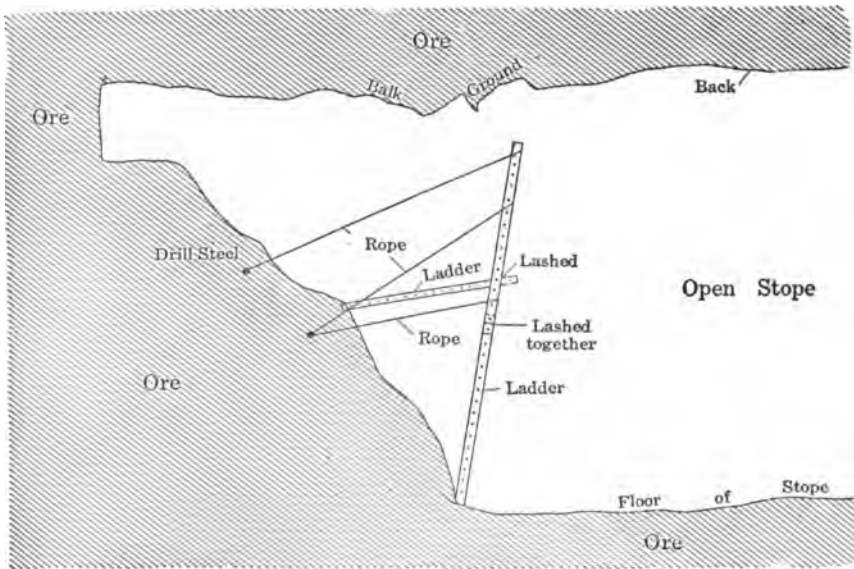 Ore
Balk Ground
Back
Ore
Drill Steel
Rope
Ladder
Lashed
Open Stope
Rope
Lashed
together
Ore
Ladder
Floor of Stope
Ore